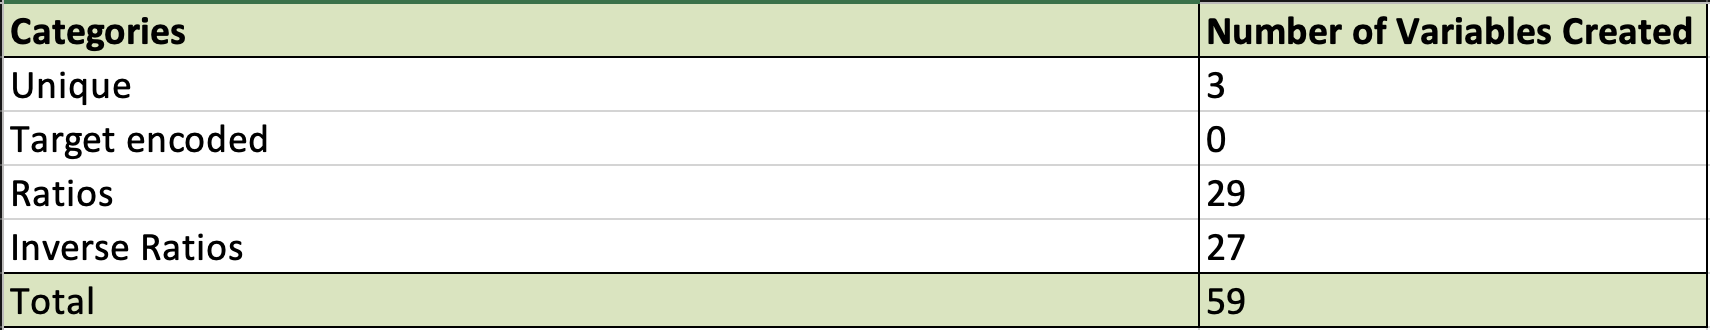 Categories Number of Variables Created
Unique 3
Target encoded 0
Ratios 29
Inverse Ratios 27
Total 59